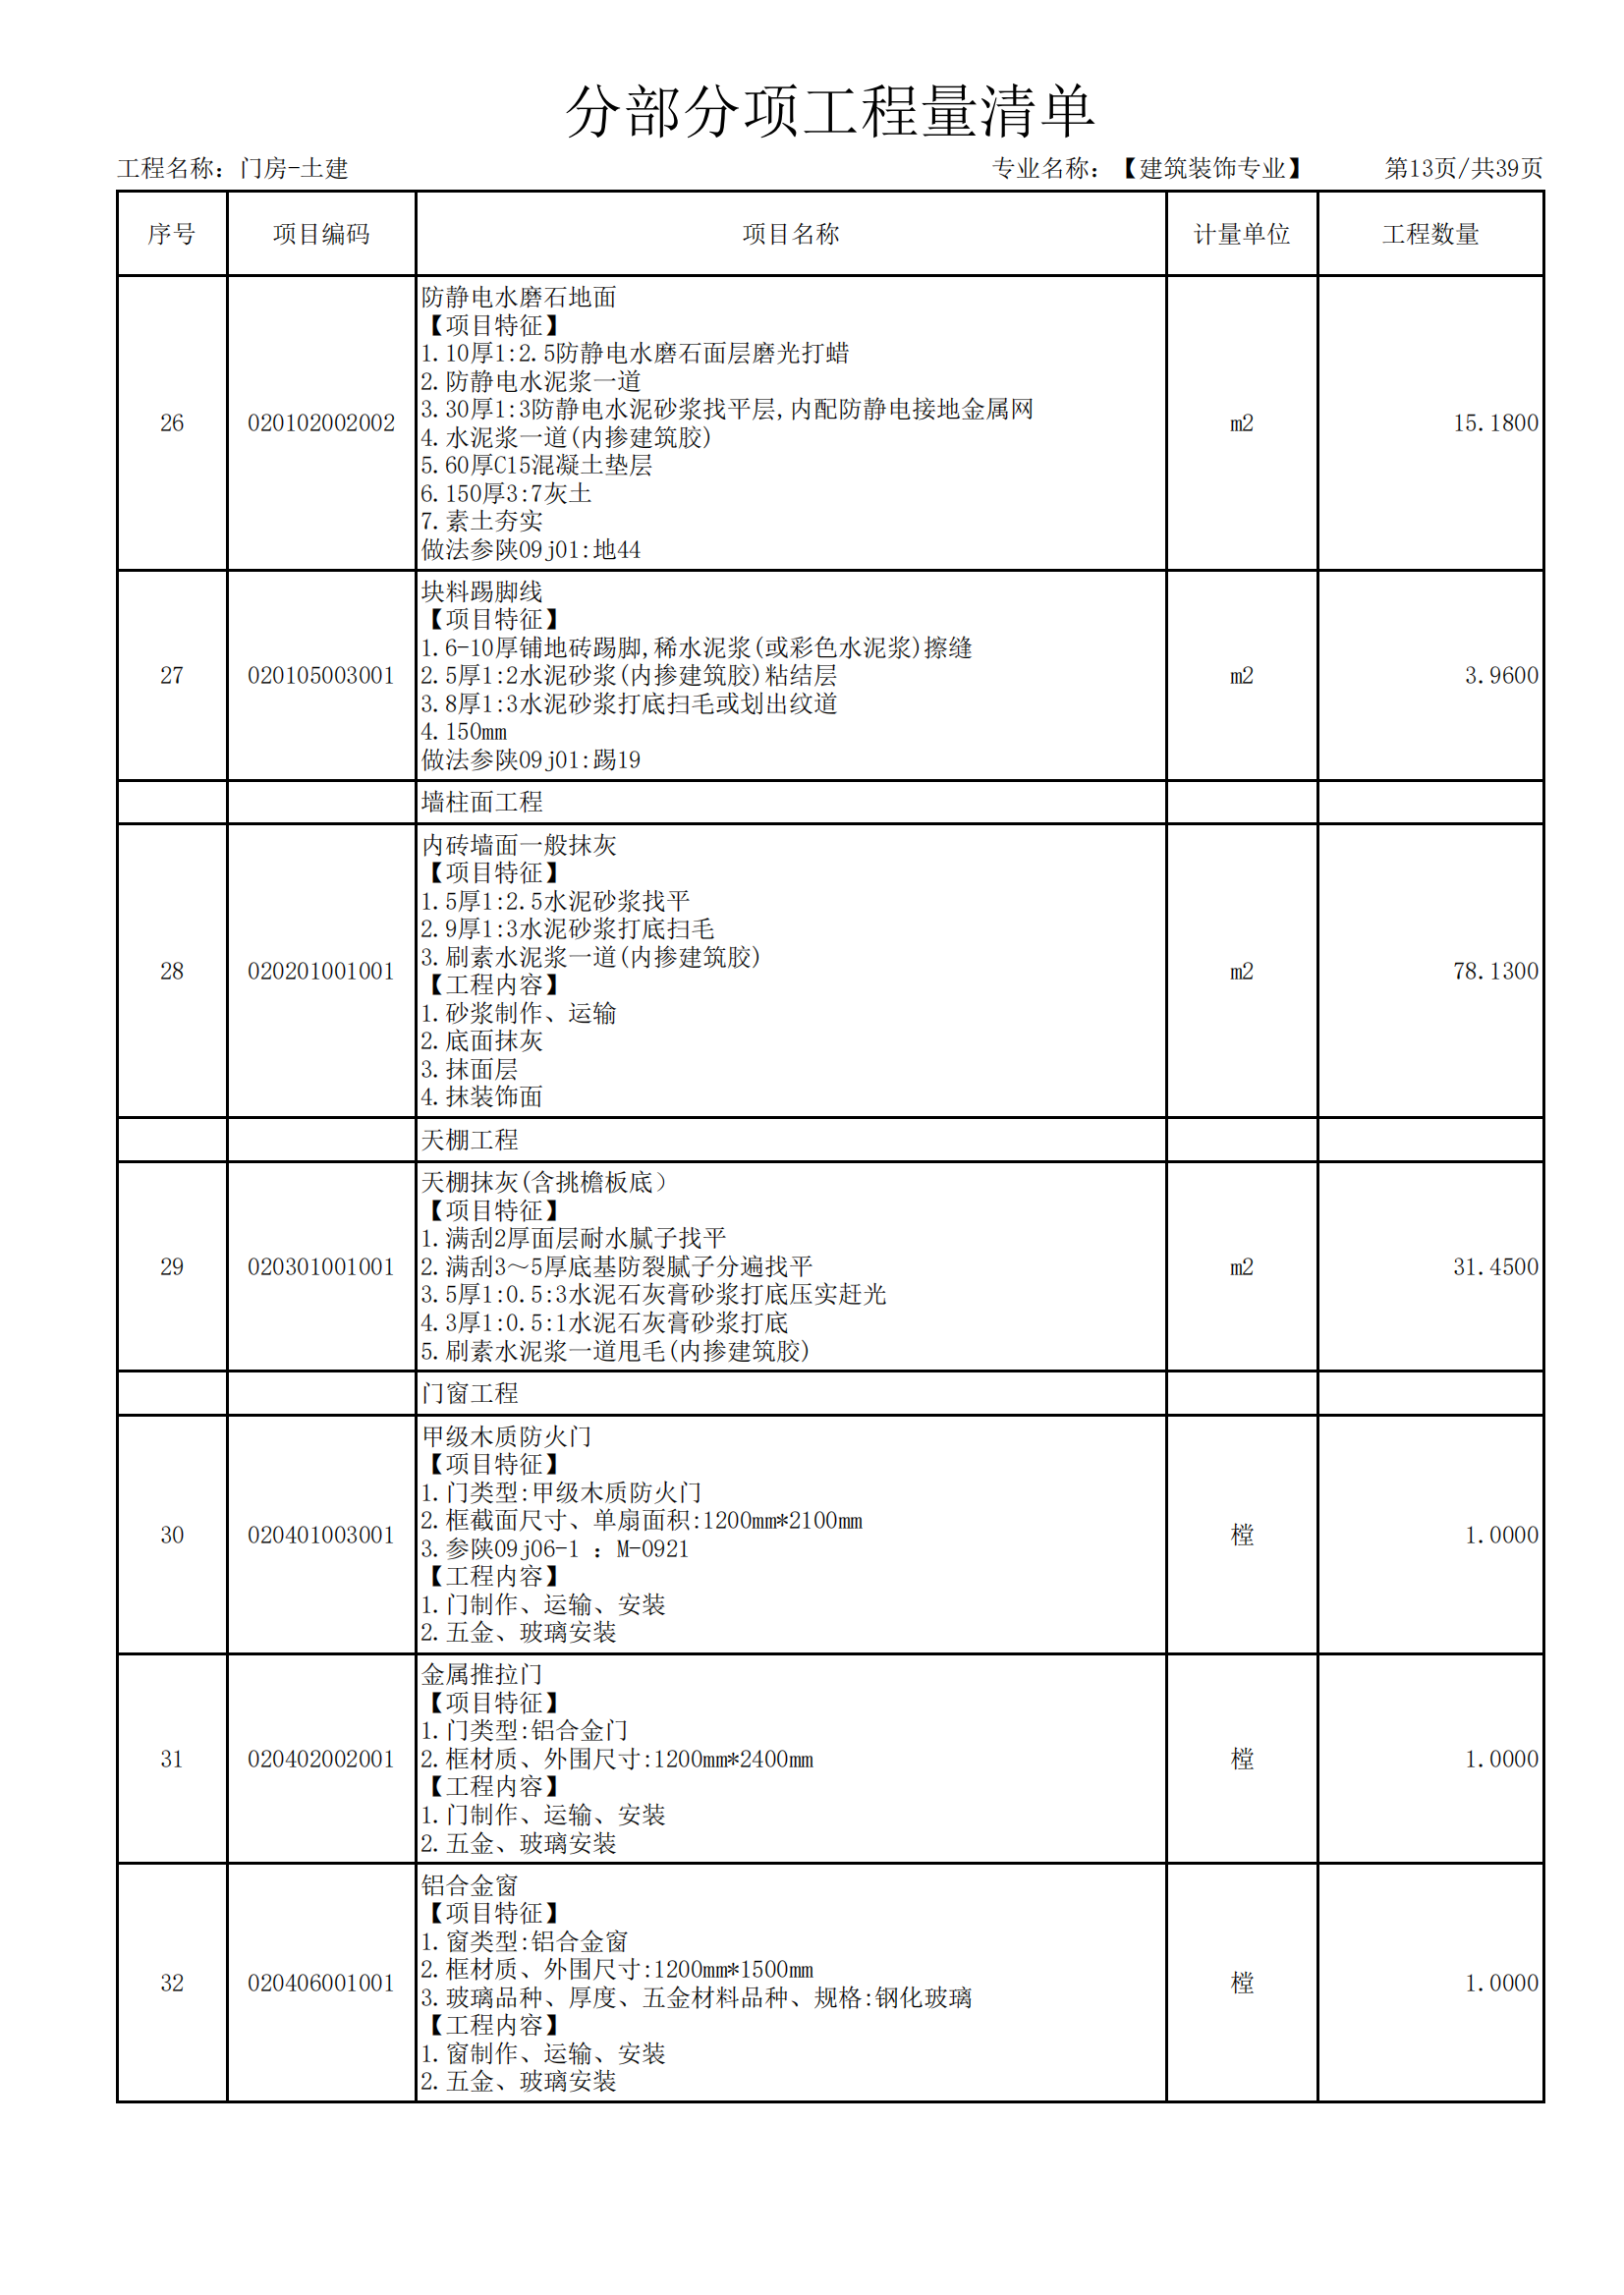 分部分项工程量清单
工程名称：门房-土建 专业名称：【建筑装饰专业】 第13页/共39页
序号 项目编码 项目名称 计量单位 工程数量
防静电水磨石地面
【项目特征】
1.10厚1:2.5防静电水磨石面层磨光打蜡
2.防静电水泥浆一道
3.30厚1:3防静电水泥砂浆找平层,内配防静电接地金属网
26 020102002002 m2 15.1800
4.水泥浆一道(内掺建筑胶)
5.60厚C15混凝土垫层
6.150厚3:7灰土
7.素土夯实
做法参陕09j01:地44
块料踢脚线
【项目特征】
1.6-10厚铺地砖踢脚,稀水泥浆(或彩色水泥浆)擦缝
27 020105003001 2.5厚1:2水泥砂浆(内掺建筑胶)粘结层 m2 3.9600
3.8厚1:3水泥砂浆打底扫毛或划出纹道
4.150mm
做法参陕09j01:踢19
墙柱面工程
内砖墙面一般抹灰
【项目特征】
1.5厚1:2.5水泥砂浆找平
2.9厚1:3水泥砂浆打底扫毛
3.刷素水泥浆一道(内掺建筑胶)
28 020201001001 m2 78.1300
【工程内容】
1.砂浆制作、运输
2.底面抹灰
3.抹面层
4.抹装饰面
天棚工程
天棚抹灰(含挑檐板底）
【项目特征】
1.满刮2厚面层耐水腻子找平
29 020301001001 2.满刮3～5厚底基防裂腻子分遍找平 m2 31.4500
3.5厚1:0.5:3水泥石灰膏砂浆打底压实赶光
4.3厚1:0.5:1水泥石灰膏砂浆打底
5.刷素水泥浆一道甩毛(内掺建筑胶)
门窗工程
甲级木质防火门
【项目特征】
1.门类型:甲级木质防火门
2.框截面尺寸、单扇面积:1200mm*2100mm
30 020401003001 樘 1.0000
3.参陕09j06-1 ：M-0921
【工程内容】
1.门制作、运输、安装
2.五金、玻璃安装
金属推拉门
【项目特征】
1.门类型:铝合金门
31 020402002001 2.框材质、外围尺寸:1200mm*2400mm 樘 1.0000
【工程内容】
1.门制作、运输、安装
2.五金、玻璃安装
铝合金窗
【项目特征】
1.窗类型:铝合金窗
2.框材质、外围尺寸:1200mm*1500mm
32 020406001001 樘 1.0000
3.玻璃品种、厚度、五金材料品种、规格:钢化玻璃
【工程内容】
1.窗制作、运输、安装
2.五金、玻璃安装